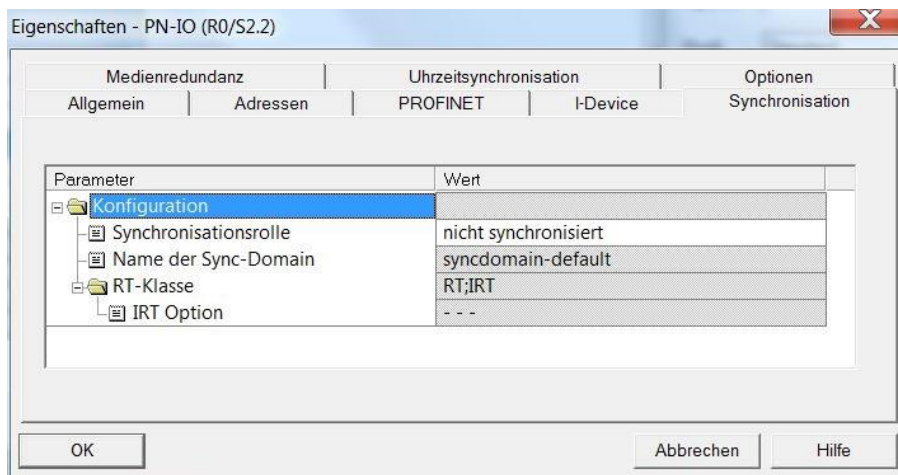 Eigenschaften - PN-IO (R0/S2.2)
Medienredundanz Uhrzeitsynchronisation Optionen
Allgemein Adressen PROFINET I-Device Synchronisation
Parameter Wert
Konfiguration
Synchronisationsrolle nicht synchronisiert
Name der Sync-Domain syncdomain-default
RT-Klasse RT;IRT
IRT Option - - -
OK Abbrechen Hilfe